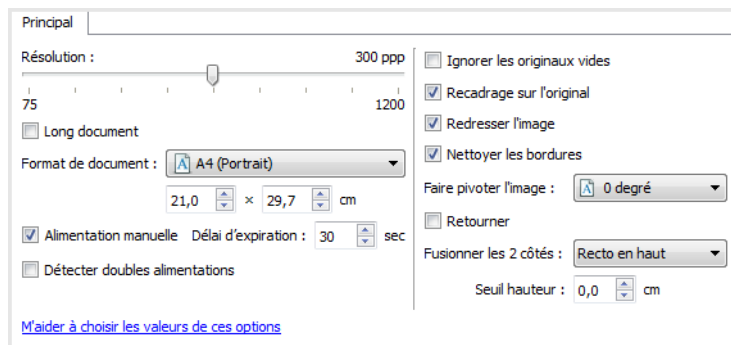 Principal
Résolution : 300 ppp
75 1200
Long document
Format de document : A4 (Portrait)
21,0 × 29,7 cm
Alimentation manuelle Délai d'expiration : 30 sec
Détecter doubles alimentations
M'aider à choisir les valeurs de ces options
Ignorer les originaux vides
Recadrage sur l'original
Redresser l'image
Nettoyer les bordures
Faire pivoter l'image : 0 degré
Retourner
Fusionner les 2 côtés : Recto en haut
Seuil hauteur : 0,0 cm